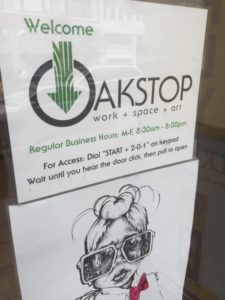 Welcome
OAKSTOP
work + space + art
Regular Business Hours: M-F, 8:30am - 6:00pm
For Access: Dial "START + 2-0-1" on keypad
Wait until you hear the door click, then pull to open